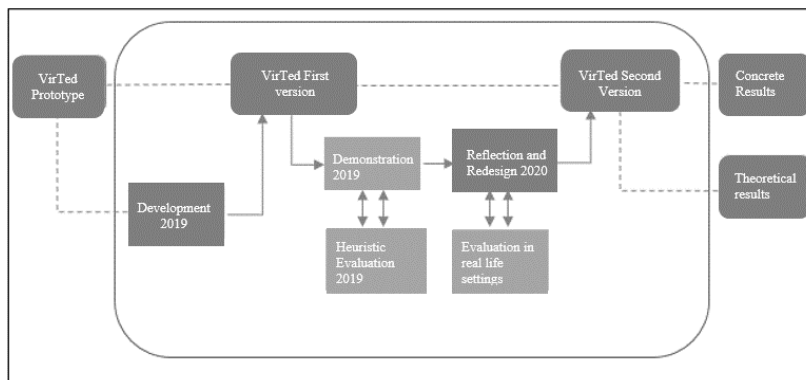 VirTed
Prototype
VirTed First
version
VirTed Second
Version
Concrete
Results
Demonstration
2019
Reflection and
Redesign 2020
Theoretical
results
Development
2019
Heuristic
Evaluation
2019
Evaluation in
real life
settings